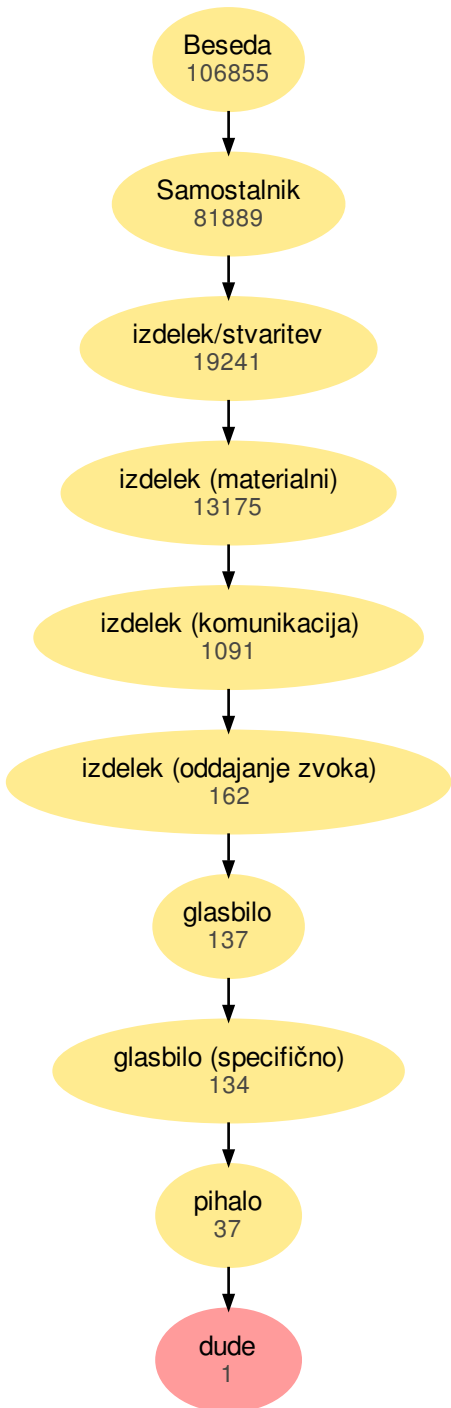 Beseda
106855
Samostalnik
81889
izdelek/stvaritev
19241
izdelek (materialni)
13175
izdelek (komunikacija)
1091
izdelek (oddajanje zvoka)
162
glasbilo
137
glasbilo (specifično)
134
pihalo
37
dude
1